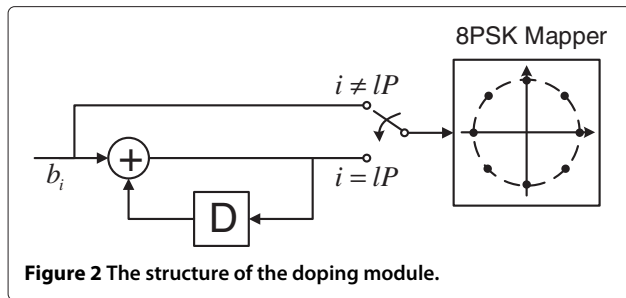 8PSK Mapper
i ≠ lP
b_i
+
i = lP
D
Figure 2 The structure of the doping module.